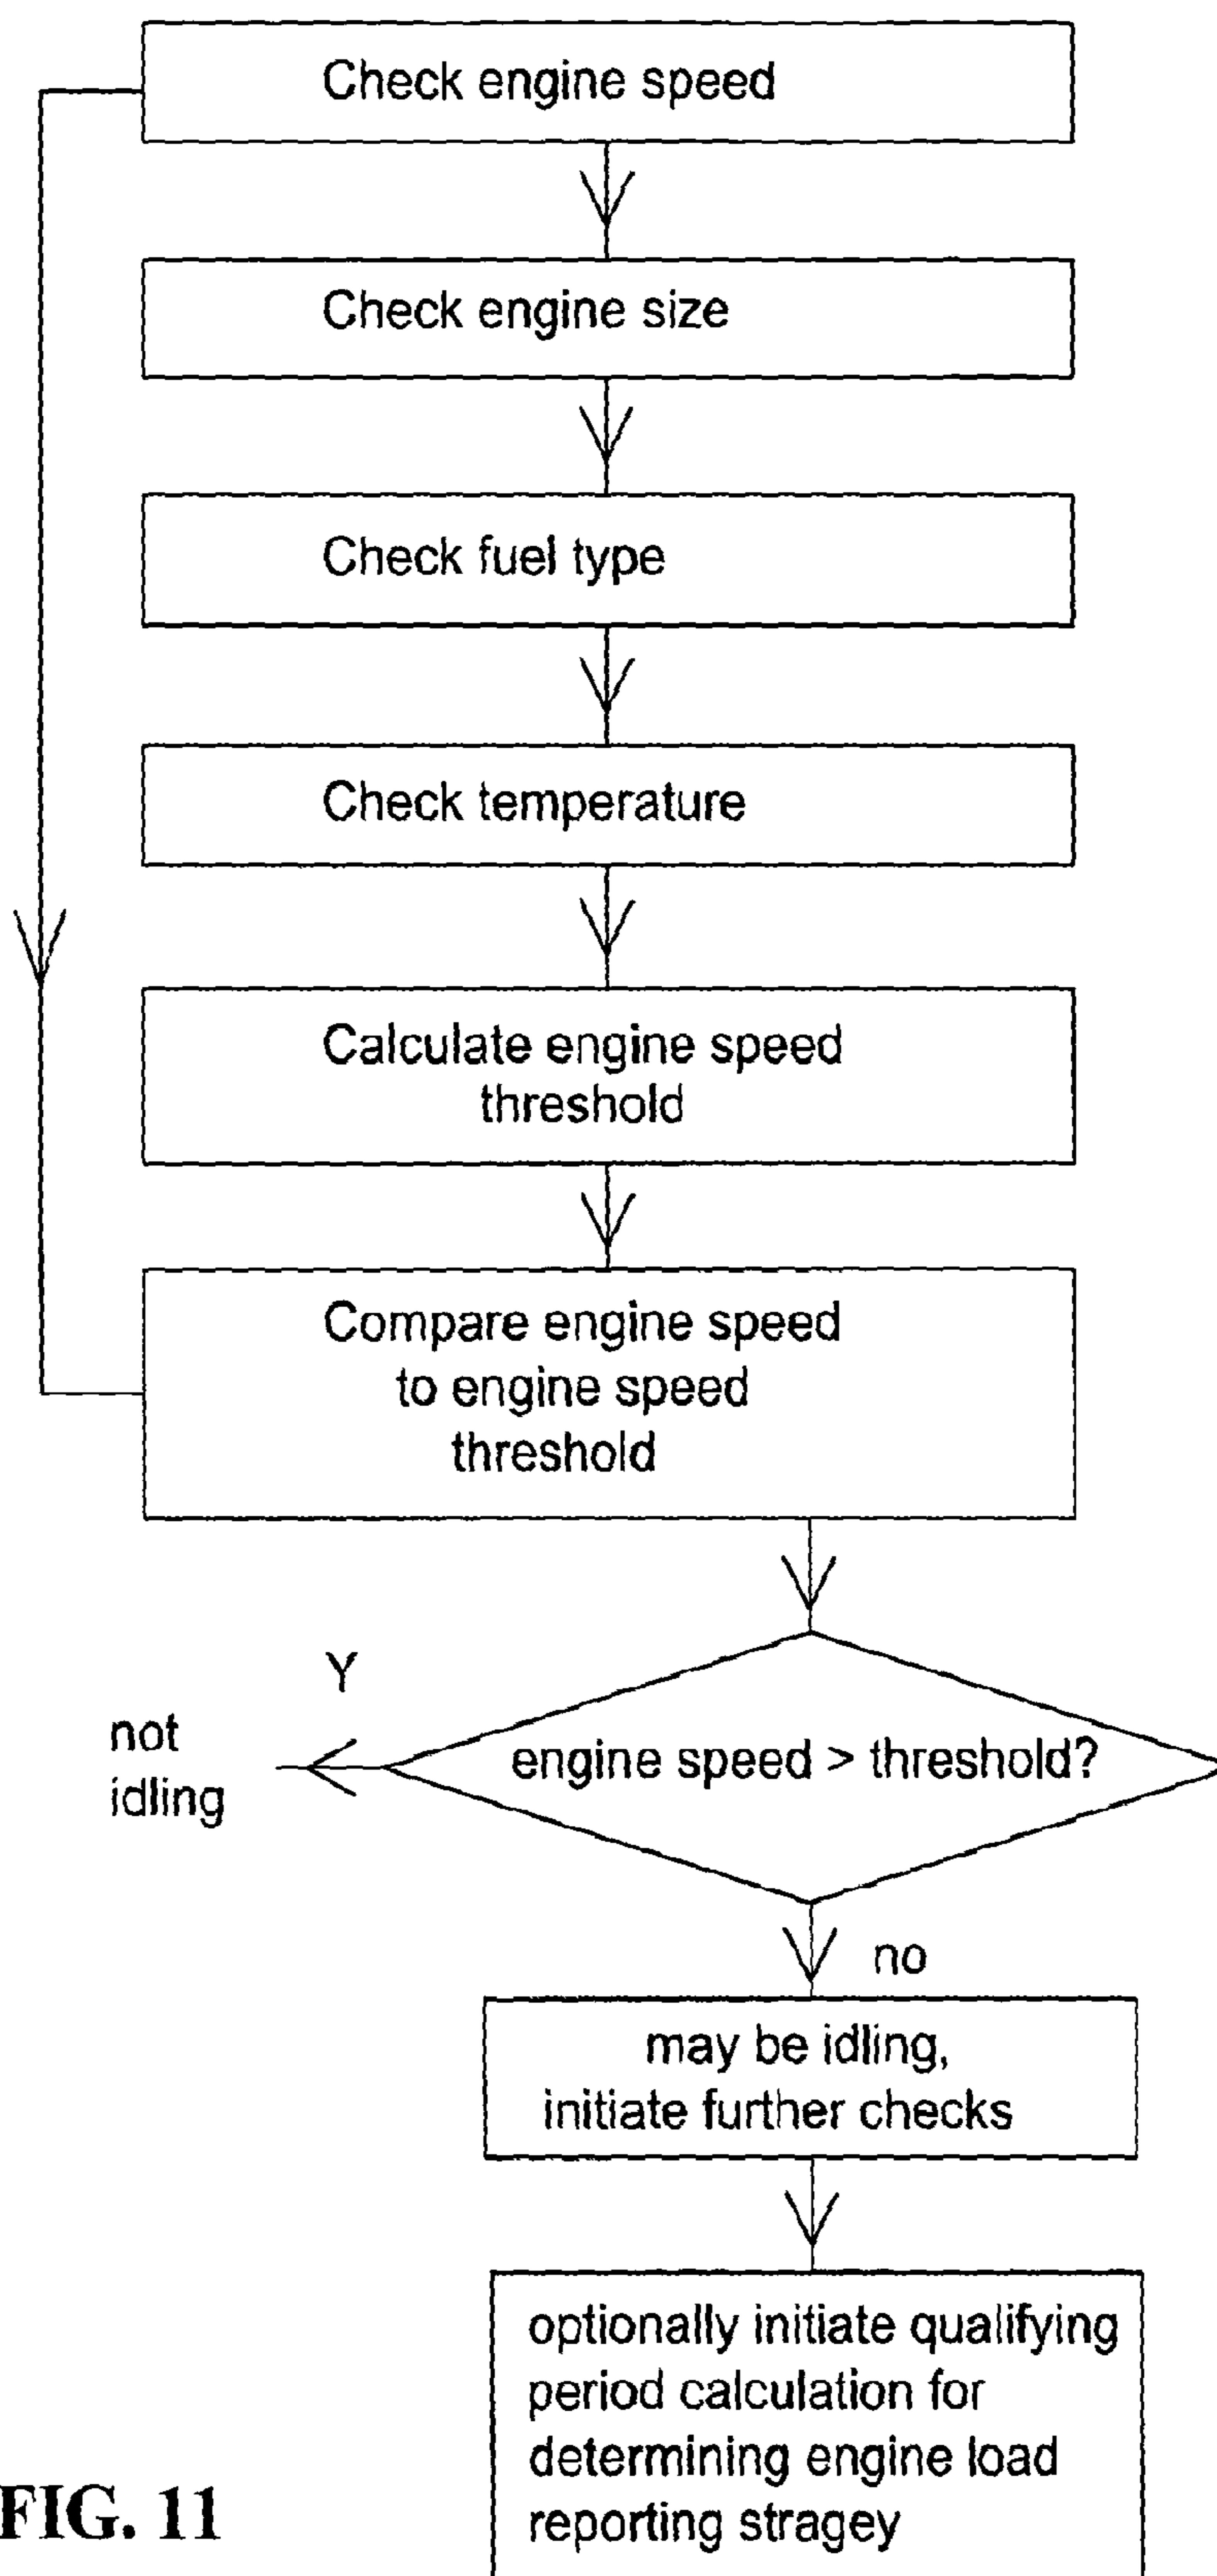 Check engine speed
Check engine size
Check fuel type
Check temperature
Calculate engine speed
threshold
Compare engine speed
to engine speed
threshold
Y
not
idling
engine speed > threshold?
no
may be idling,
initiate further checks
optionally initiate qualifying
period calculation for
determining engine load
reporting stragey
FIG. 11